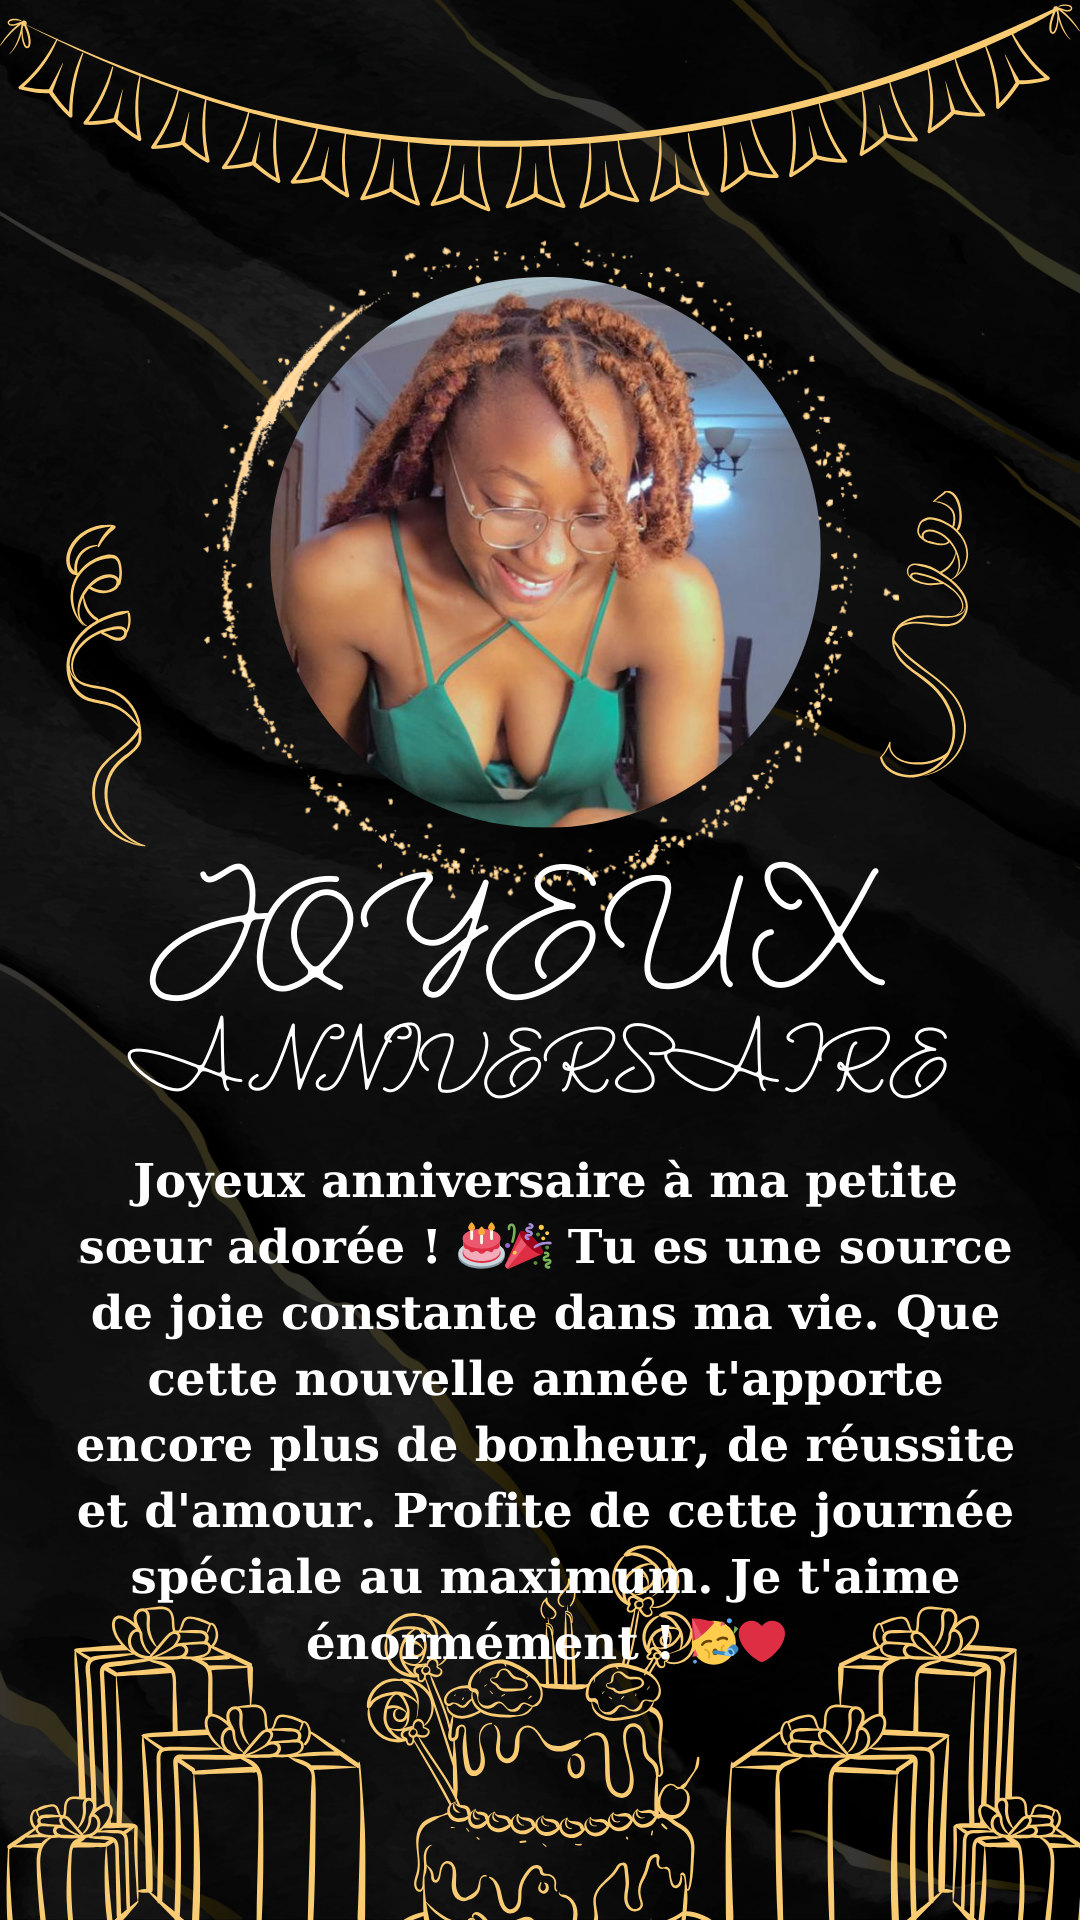 JOYEUX
ANNIVERSAIRE
Joyeux anniversaire à ma petite
sœur adorée ! 🎂🎉 Tu es une source
de joie constante dans ma vie. Que
cette nouvelle année t'apporte
encore plus de bonheur, de réussite
et d'amour. Profite de cette journée
spéciale au maximum. Je t'aime
énormément ! 🥳❤️